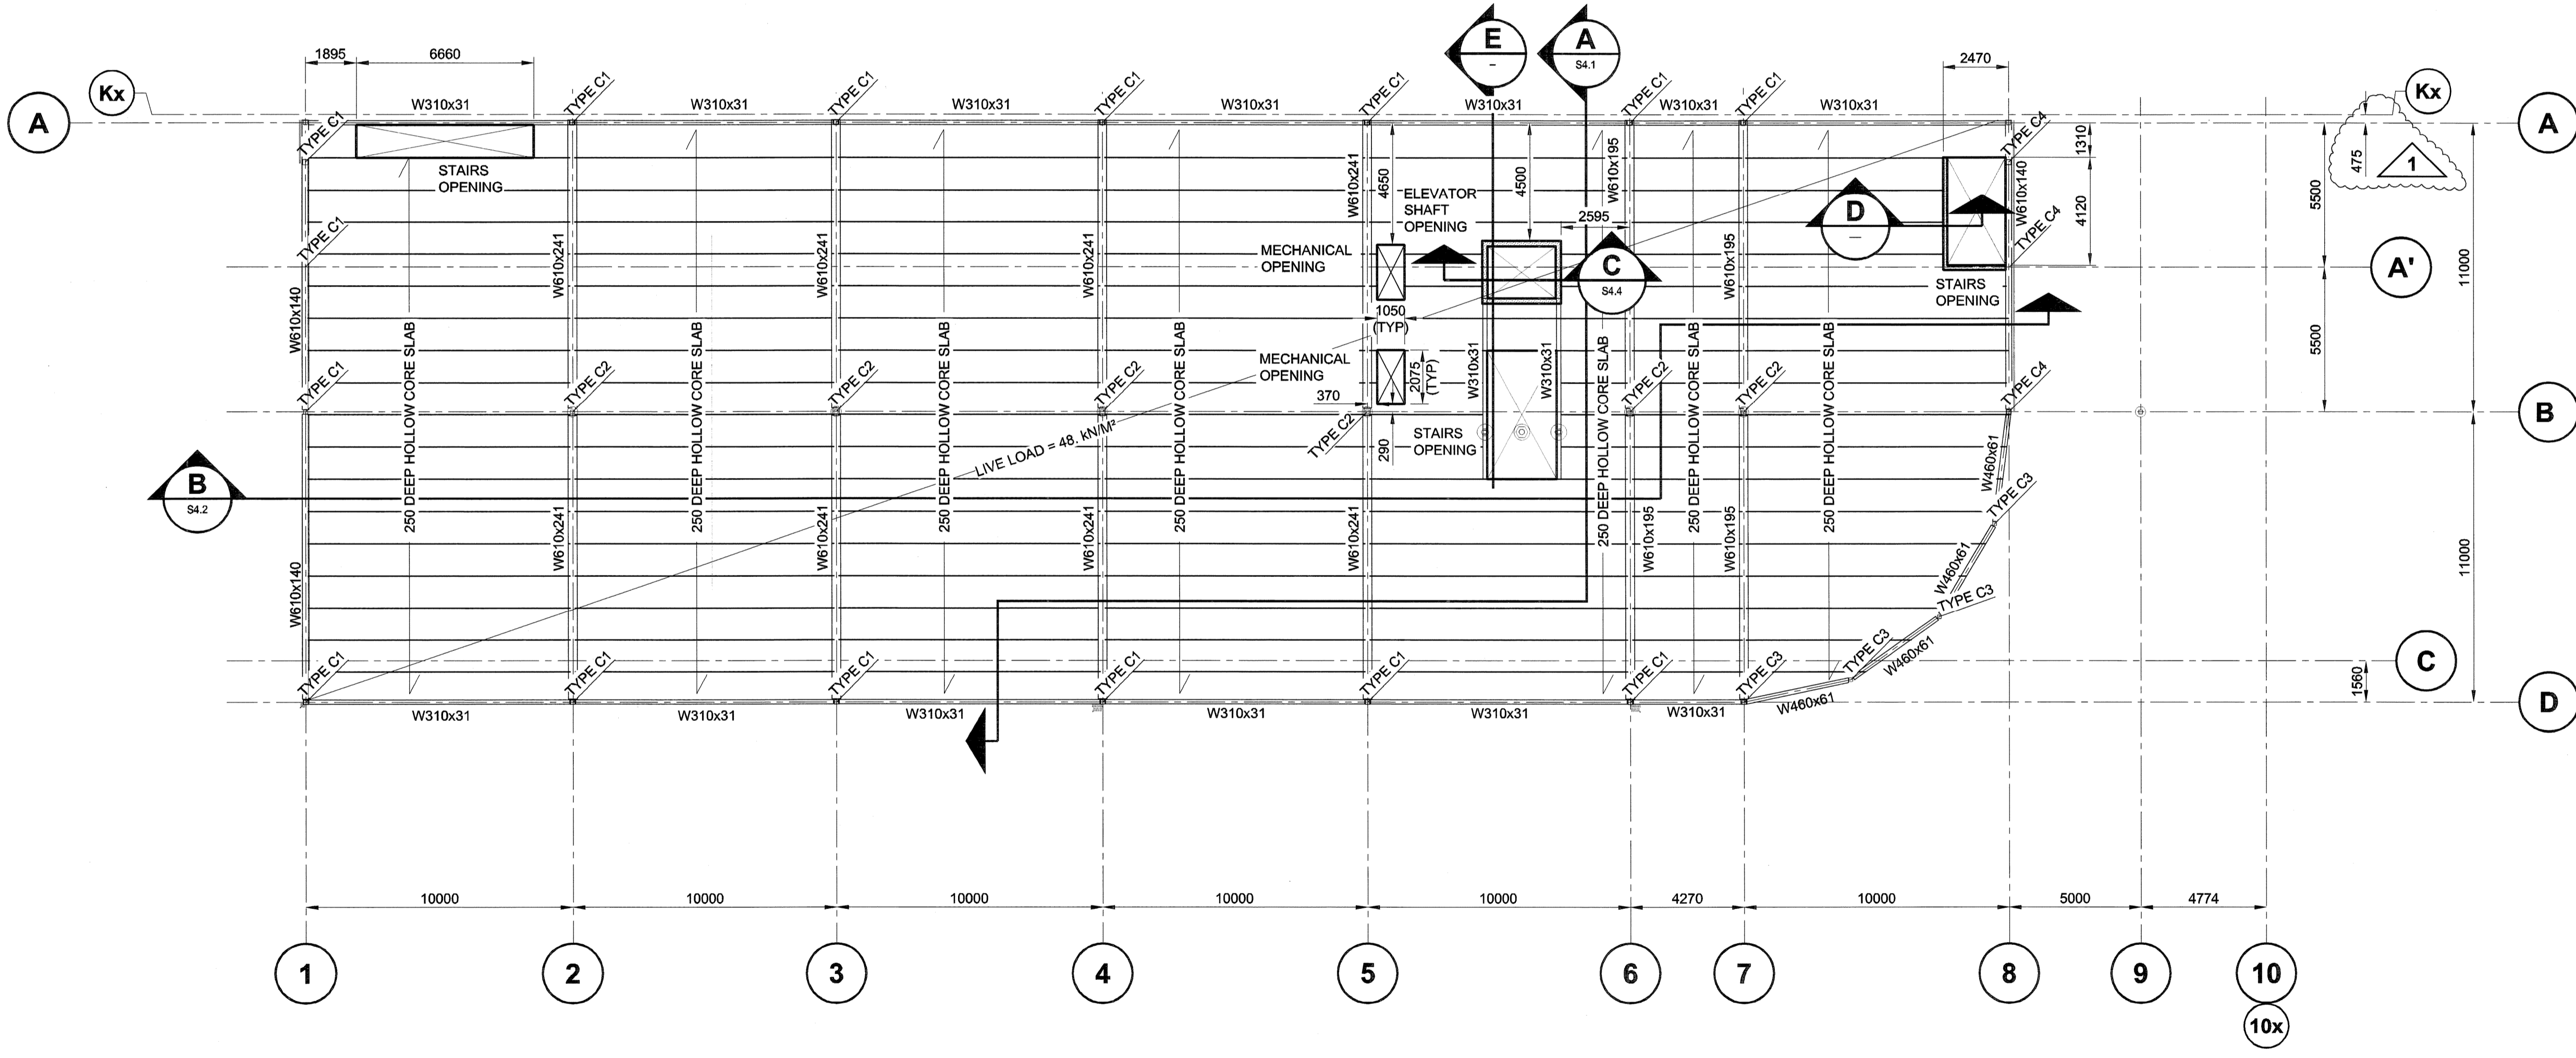 E
–
A
S4.1
1895
6660
2470
Kx
Kx
A
A
W310x31
W310x31
W310x31
W310x31
W310x31
W310x31
W310x31
TYPE C1
TYPE C1
TYPE C1
TYPE C1
TYPE C1
TYPE C1
TYPE C1
TYPE C4
STAIRS
OPENING
TYPE C1
W610x241
4650
ELEVATOR
SHAFT
OPENING
4500
2595
W610x195
D
–
W610x140
TYPE C4
1310
4120
5500
475
1
11000
A'
5500
W610x140
W610x241
W610x241
W610x241
MECHANICAL
OPENING
C
S4.4
W610x195
STAIRS
OPENING
1050
(TYP)
MECHANICAL
OPENING
2075
(TYP)
370
290
W310x31
W310x31
250 DEEP HOLLOW CORE SLAB
250 DEEP HOLLOW CORE SLAB
250 DEEP HOLLOW CORE SLAB
250 DEEP HOLLOW CORE SLAB
250 DEEP HOLLOW CORE SLAB
250 DEEP HOLLOW CORE SLAB
250 DEEP HOLLOW CORE SLAB
TYPE C1
TYPE C2
TYPE C2
TYPE C2
TYPE C2
TYPE C2
TYPE C2
TYPE C4
B
STAIRS
OPENING
LIVE LOAD = 48. kN/M²
B
S4.2
W460x61
TYPE C3
W610x140
W610x241
W610x241
W610x241
W610x241
W610x195
W610x195
W460x61
TYPE C3
11000
TYPE C3
W460x61
C
1560
TYPE C1
TYPE C1
TYPE C1
TYPE C1
TYPE C1
TYPE C1
TYPE C3
W460x61
D
W310x31
W310x31
W310x31
W310x31
W310x31
W310x31
10000
10000
10000
10000
10000
4270
10000
5000
4774
1
2
3
4
5
6
7
8
9
10
10x